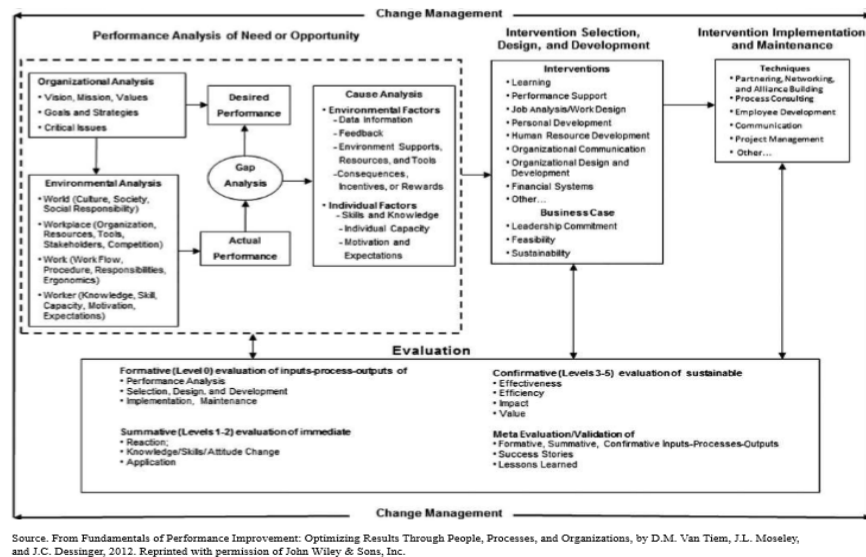 Change Management
Performance Analysis of Need or Opportunity
Organizational Analysis
• Vision, Mission, Values
• Goals and Strategies
• Critical Issues
Environmental Analysis
• World (Culture, Society,
Social Responsibility)
• Workplace (Organization,
Resources, Tools,
Stakeholders, Competition)
• Work (Work Flow,
Procedure, Responsibilities,
Ergonomics)
• Worker (Knowledge, Skill,
Capacity, Motivation,
Expectations)
Desired
Performance
Gap
Analysis
Actual
Performance
Cause Analysis
• Environmental Factors
– Data Information
– Feedback
– Environment Supports,
Resources, and Tools
–Consequences,
Incentives, or Rewards
• Individual Factors
– Skills and Knowledge
– Individual Capacity
– Motivation and
Expectations
Intervention Selection,
Design, and Development
Interventions
• Learning
• Performance Support
• Job Analysis/Work Design
• Personal Development
• Human Resource Development
• Organizational Communication
• Organizational Design and
Development
• Financial Systems
• Other...
Business Case
• Leadership Commitment
• Feasibility
• Sustainability
Intervention Implementation
and Maintenance
Techniques
• Partnering, Networking,
and Alliance Building
• Process Consulting
• Employee Development
• Communication
• Project Management
• Other...
Evaluation
Formative (Level 0) evaluation of inputs-process-outputs of
• Performance Analysis
• Selection, Design, and Development
• Implementation, Maintenance
Summative (Levels 1-2) evaluation of immediate
• Reaction;
• Knowledge/Skills/Attitude Change
• Application
Confirmative (Levels 3-5) evaluation of sustainable
• Effectiveness
• Efficiency
• Impact
• Value
Meta Evaluation/Validation of
• Formative, Summative, Confirmative Inputs-Processes-Outputs
• Success Stories
• Lessons Learned
Change Management
Source. From Fundamentals of Performance Improvement: Optimizing Results Through People, Processes, and Organizations, by D.M. Van Tiem, J.L. Moseley,
and J.C. Dessinger, 2012. Reprinted with permission of John Wiley & Sons, Inc.